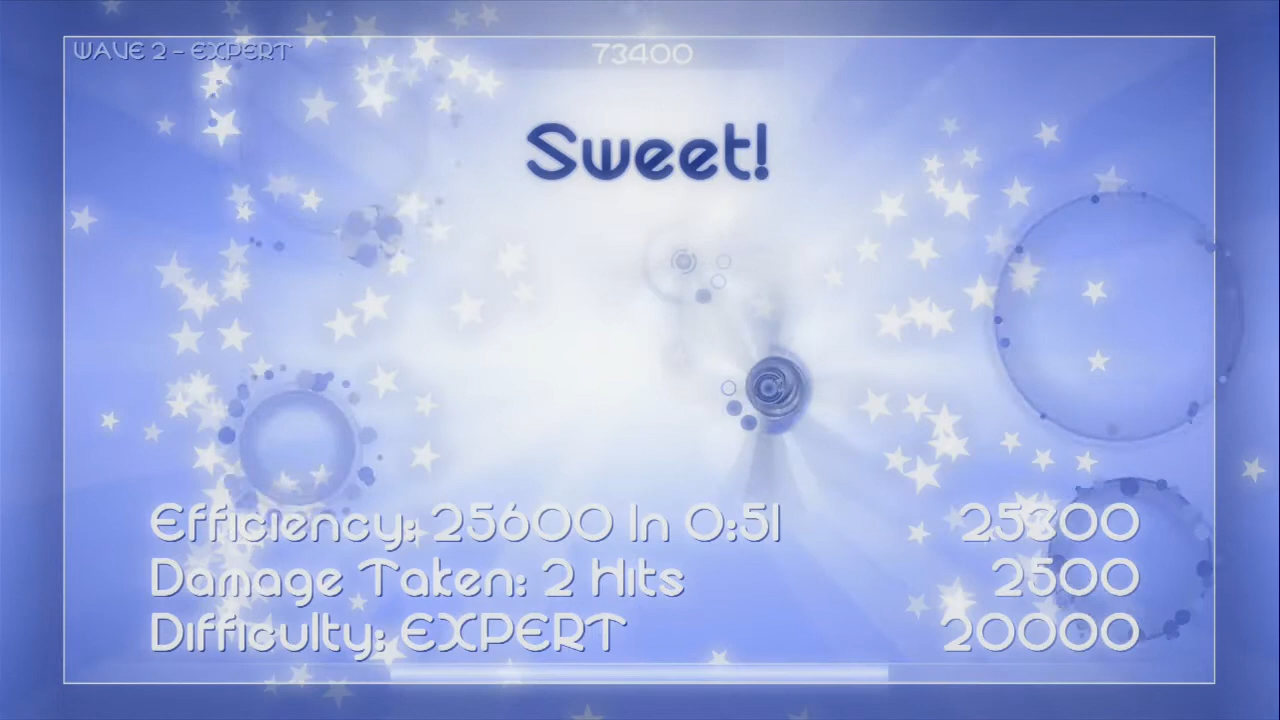 WAVE 2 - EXPERT
73400
Sweet!
Efficiency: 25600 In 0:51 25300
Damage Taken: 2 Hits 2500
Difficulty: EXPERT 20000